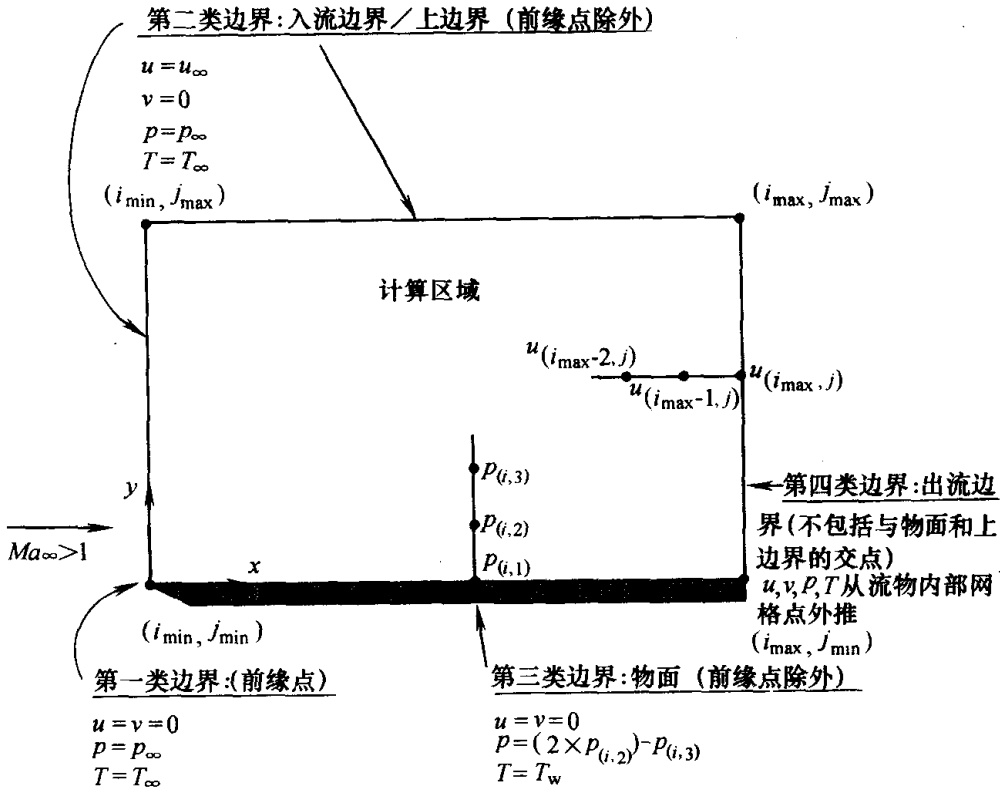 第二类边界:入流边界/上边界 (前缘点除外)
u=u∞
v=0
p=p∞
T=T∞
(imin, jmax)
(imax, jmax)
计算区域
u(imax-2,j)
u(imax-1,j)
u(imax,j)
p(i,3)
p(i,2)
p(i,1)
y
x
Ma∞>1
第四类边界:出流边
界(不包括与物面和上
边界的交点)
u,v,p,T从流物内部网
格点外推
(imax, jmin)
(imin, jmin)
第一类边界:(前缘点)
u=v=0
p=p∞
T=T∞
第三类边界:物面 (前缘点除外)
u=v=0
p=(2×p(i,2))-p(i,3)
T=Tw